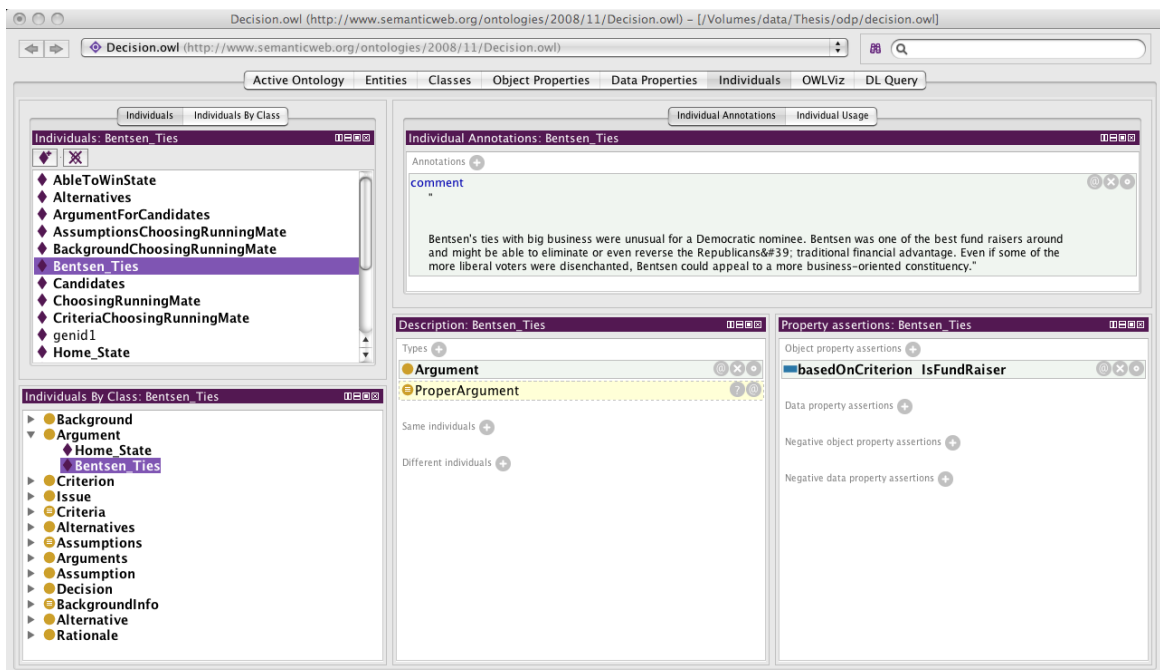 Decision.owl (http://www.semanticweb.org/ontologies/2008/11/Decision.owl) – [/Volumes/data/Thesis/odp/decision.owl]
Decision.owl (http://www.semanticweb.org/ontologies/2008/11/Decision.owl)
Active Ontology Entities Classes Object Properties Data Properties Individuals OWLViz DL Query
Individuals Individuals By Class
Individuals: Bentsen_Ties
AbleToWinState
Alternatives
ArgumentForCandidates
AssumptionsChoosingRunningMate
BackgroundChoosingRunningMate
Bentsen_Ties
Candidates
ChoosingRunningMate
CriteriaChoosingRunningMate
genid1
Home_State
Individuals By Class: Bentsen_Ties
Background
Argument
Home_State
Bentsen_Ties
Criterion
Issue
Criteria
Alternatives
Assumptions
Arguments
Assumption
Decision
BackgroundInfo
Alternative
Rationale
Individual Annotations Individual Usage
Individual Annotations: Bentsen_Ties
Annotations
comment
"
Bentsen's ties with big business were unusual for a Democratic nominee. Bentsen was one of the best fund raisers around
and might be able to eliminate or even reverse the Republicans&#39; traditional financial advantage. Even if some of the
more liberal voters were disenchanted, Bentsen could appeal to a more business-oriented constituency."
Description: Bentsen_Ties
Types
Argument
ProperArgument
Same individuals
Different individuals
Property assertions: Bentsen_Ties
Object property assertions
basedOnCriterion IsFundRaiser
Data property assertions
Negative object property assertions
Negative data property assertions